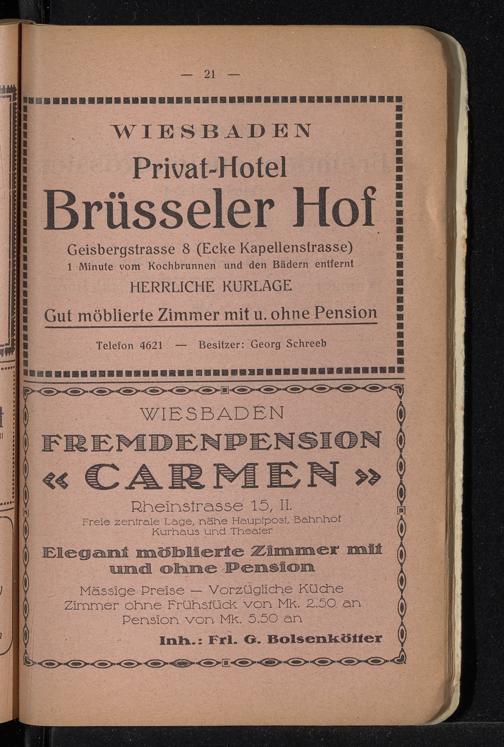 — 21 —
WIESBADEN
Privat-Hotel
Brüsseler Hof
Geisbergstrasse 8 (Ecke Kapellenstrasse)
1 Minute vom Kochbrunnen und den Bädern entfernt
HERRLICHE KURLAGE
Gut möblierte Zimmer mit u. ohne Pension
Telefon 4621 — Besitzer: Georg Schreeb
WIESBADEN
FREMDENPENSION
« CARMEN »
Rheinstrasse 15, II.
Freie zentrale Lage, nähe Hauptpost, Bahnhof
Kurhaus und Theater
Elegant möblierte Zimmer mit
und ohne Pension
Mässige Preise — Vorzügliche Küche
Zimmer ohne Frühstück von Mk. 2.50 an
Pension von Mk. 5.50 an
Inh.: Frl. G. Bolsenkötter